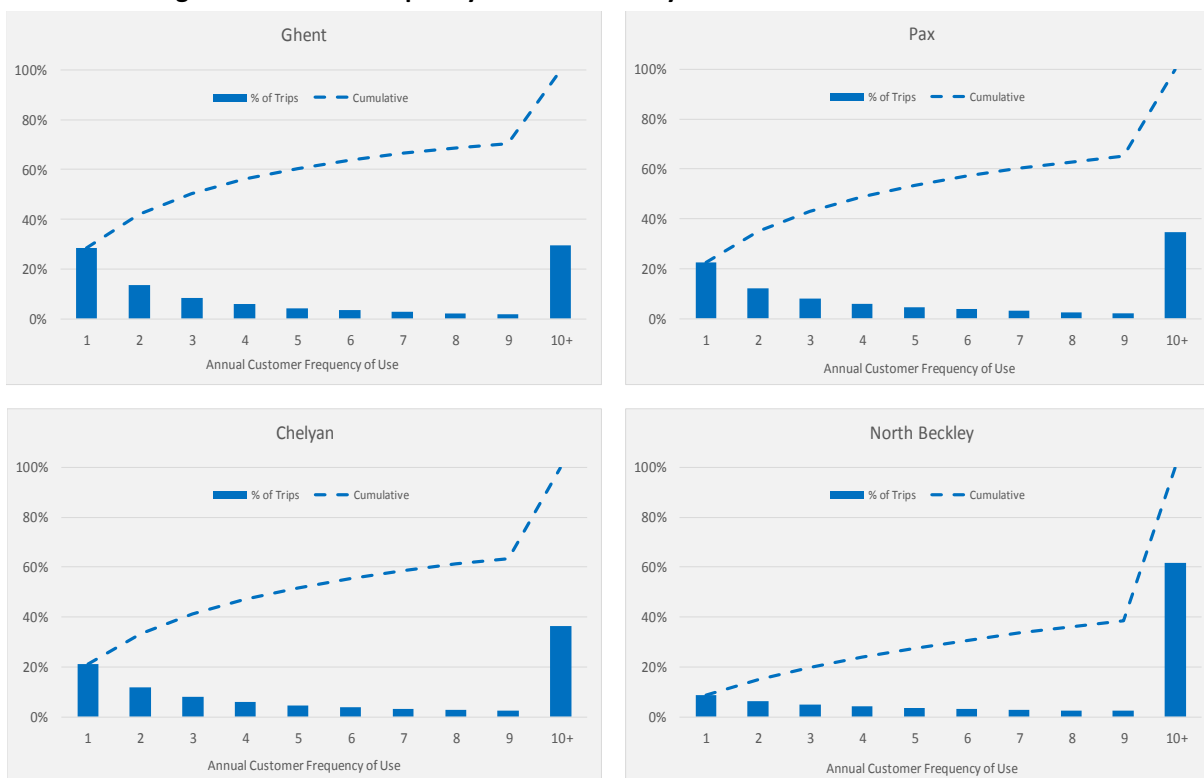 Ghent
100%
80%
60%
40%
20%
0%
% of Trips Cumulative
1 2 3 4 5 6 7 8 9 10+
Annual Customer Frequency of Use
Pax
100%
80%
60%
40%
20%
0%
% of Trips Cumulative
1 2 3 4 5 6 7 8 9 10+
Annual Customer Frequency of Use
Chelyan
100%
80%
60%
40%
20%
0%
% of Trips Cumulative
1 2 3 4 5 6 7 8 9 10+
Annual Customer Frequency of Use
North Beckley
100%
80%
60%
40%
20%
0%
% of Trips Cumulative
1 2 3 4 5 6 7 8 9 10+
Annual Customer Frequency of Use